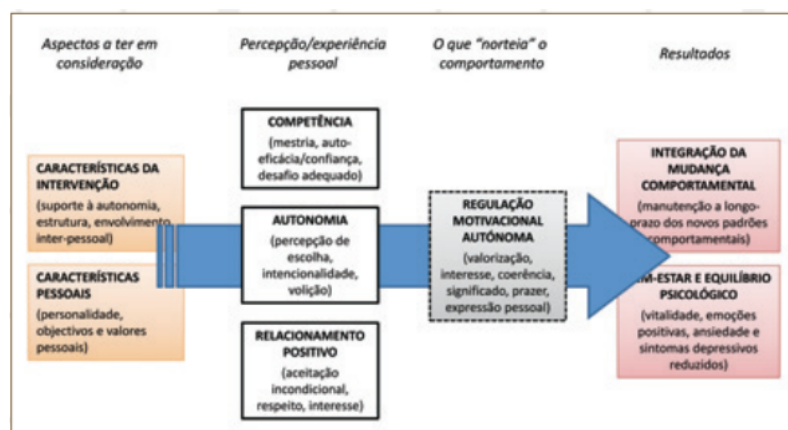 Aspectos a ter em
consideração
Percepção/experiência
pessoal
O que "norteia" o
comportamento
Resultados
CARACTERÍSTICAS DA
INTERVENÇÃO
(suporte à autonomia,
estrutura, envolvimento
inter-pessoal)
CARACTERÍSTICAS
PESSOAIS
(personalidade,
objectivos e valores
pessoais)
COMPETÊNCIA
(mestria, auto-
eficácia/confiança,
desafio adequado)
AUTONOMIA
(percepção de
escolha,
intencionalidade,
volição)
RELACIONAMENTO
POSITIVO
(aceitação
incondicional,
respeito, interesse)
REGULAÇÃO
MOTIVACIONAL
AUTÓNOMA
(valorização,
interesse, coerência,
significado, prazer,
expressão pessoal)
INTEGRAÇÃO DA
MUDANÇA
COMPORTAMENTAL
(manutenção a longo-
prazo dos novos padrões
comportamentais)
EM-ESTAR E EQUILÍBRIO
PSICOLÓGICO
(vitalidade, emoções
positivas, ansiedade e
sintomas depressivos
reduzidos)